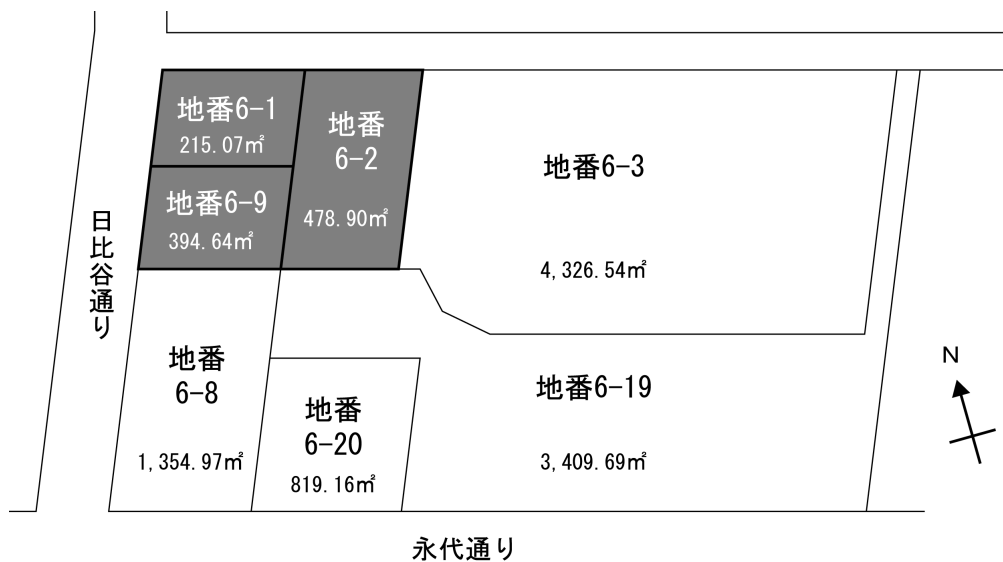 地番6-1
215.07㎡
地番
6-2
478.90㎡
地番6-3
4,326.54㎡
地番6-9
394.64㎡
日比谷通り
地番
6-8
1,354.97㎡
地番
6-20
819.16㎡
地番6-19
3,409.69㎡
N
永代通り